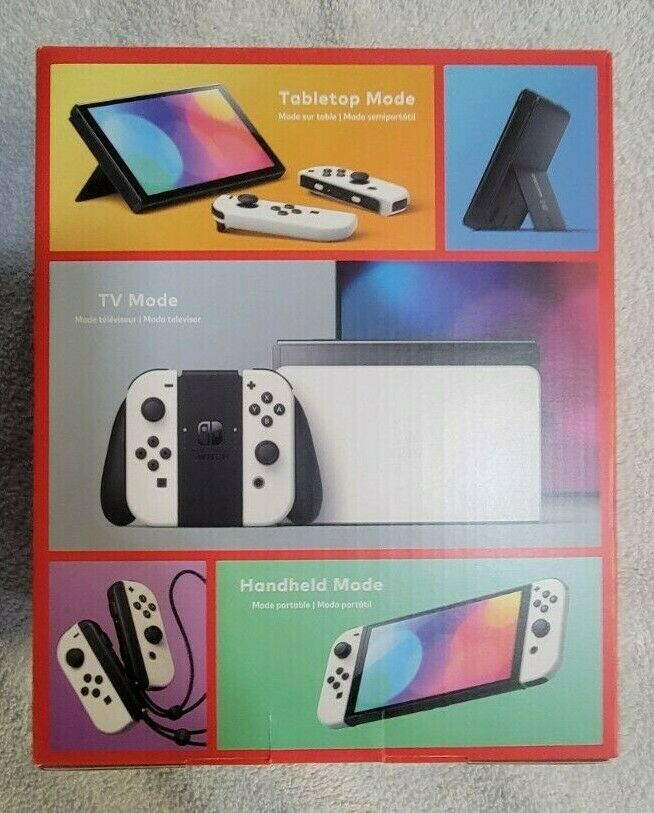 Tabletop Mode
Mode sur table | Modo semiportátil
TV Mode
Mode téléviseur | Modo televisor
SWITCH
Handheld Mode
Mode portable | Modo portátil